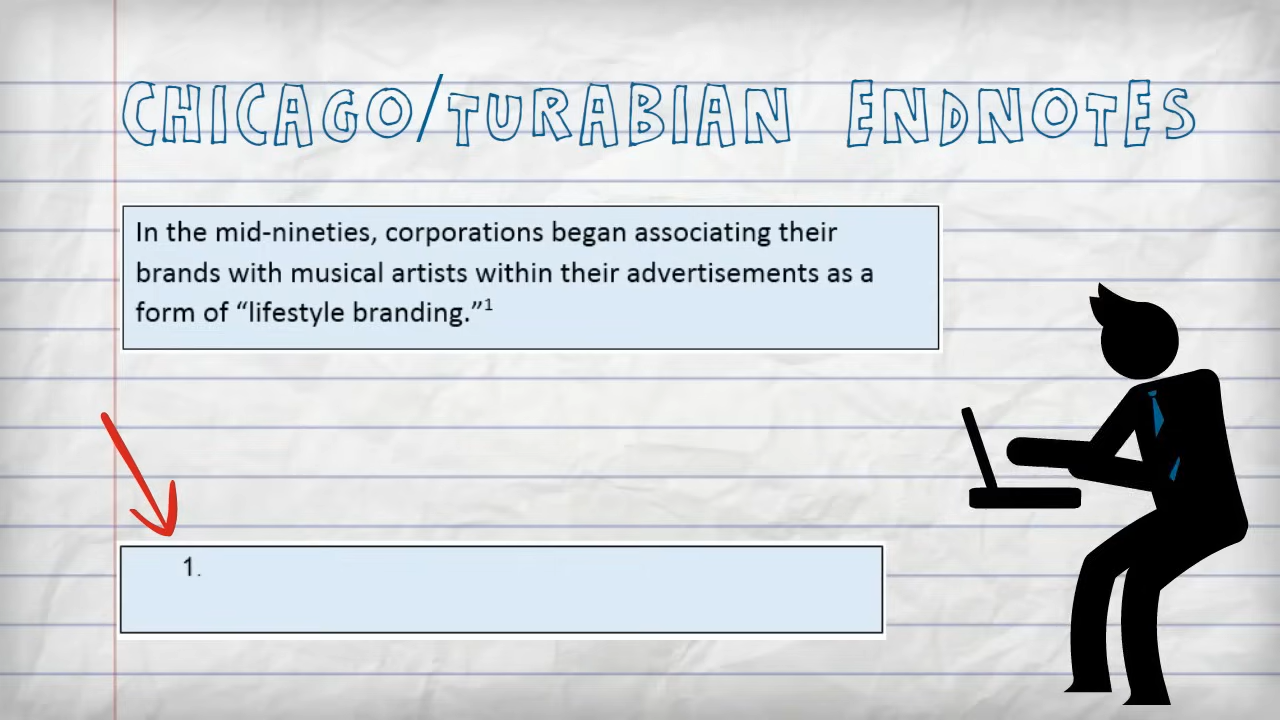 CHICAGO/TURABIAN ENDNOTES
In the mid-nineties, corporations began associating their
brands with musical artists within their advertisements as a
form of “lifestyle branding.”¹
1.